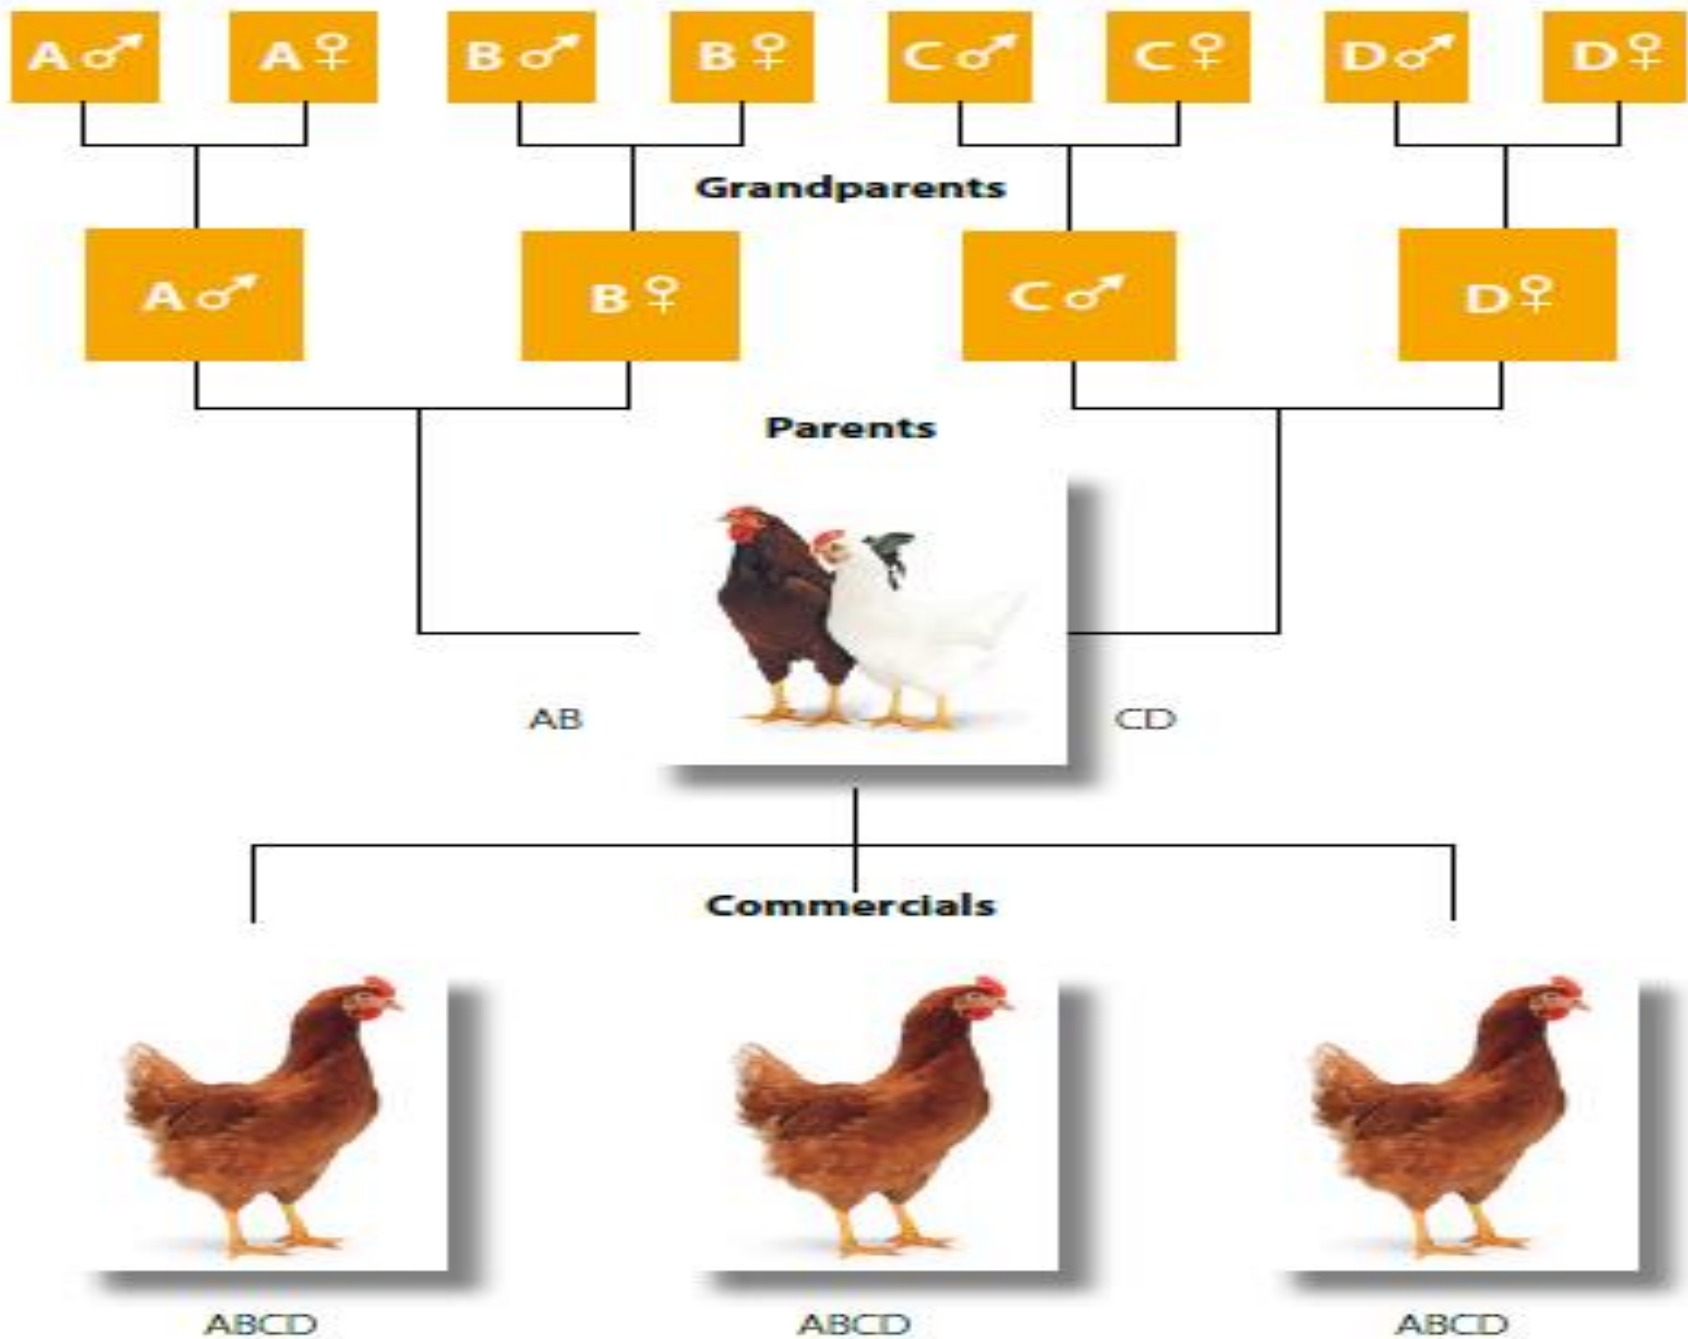 A♂ A♀ B♂ B♀ C♂ C♀ D♂ D♀
Grandparents
A♂ B♀ C♂ D♀
Parents
AB CD
Commercials
ABCD ABCD ABCD